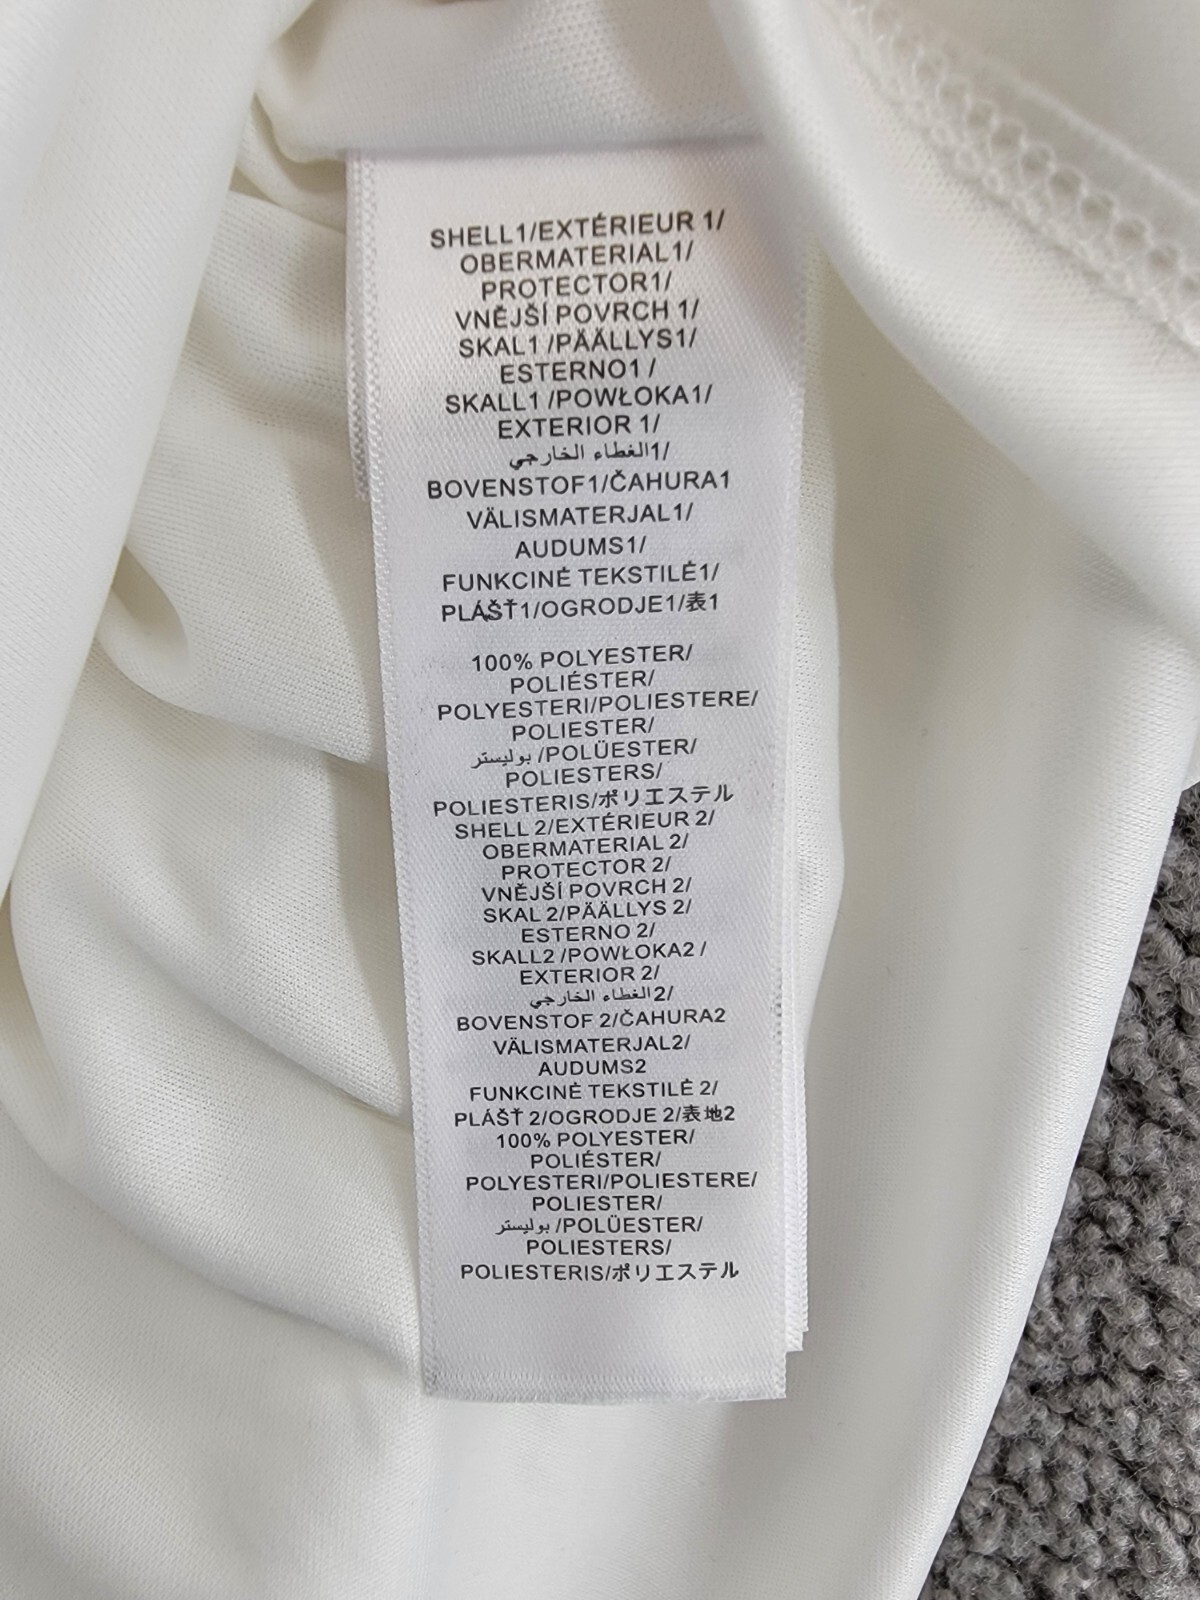 SHELL1/EXTÉRIEUR 1/
OBERMATERIAL1/
PROTECTOR1/
VNĚJŠÍ POVRCH 1/
SKAL1 /PÄÄLLYS1/
ESTERNO1 /
SKALL1 /POWŁOKA1/
EXTERIOR 1/
الغطاء الخارجي1/
BOVENSTOF1/ČAHURA1
VÄLISMATERJAL1/
AUDUMS1/
FUNKCINĖ TEKSTILĖ1/
PLÁŠŤ1/OGRODJE1/表1
100% POLYESTER/
POLIÉSTER/
POLYESTERI/POLIESTERE/
POLIESTER/
بوليستر /POLÜESTER/
POLIESTERS/
POLIESTERIS/ポリエステル
SHELL 2/EXTÉRIEUR 2/
OBERMATERIAL 2/
PROTECTOR 2/
VNĚJŠÍ POVRCH 2/
SKAL 2/PÄÄLLYS 2/
ESTERNO 2/
SKALL2 /POWŁOKA2 /
EXTERIOR 2/
الغطاء الخارجي2/
BOVENSTOF 2/ČAHURA2
VÄLISMATERJAL2/
AUDUMS2
FUNKCINĖ TEKSTILĖ 2/
PLÁŠŤ 2/OGRODJE 2/表地2
100% POLYESTER/
POLIÉSTER/
POLYESTERI/POLIESTERE/
POLIESTER/
بوليستر /POLÜESTER/
POLIESTERS/
POLIESTERIS/ポリエステル